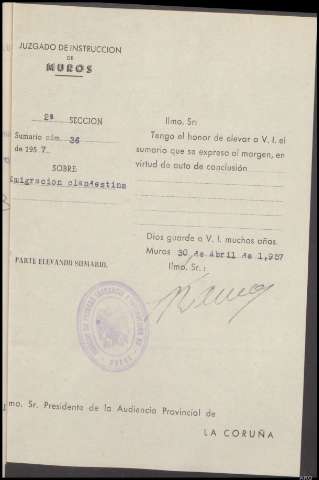 JUZGADO DE INSTRUCCION
DE
MUROS
2ª SECCION
Sumario núm. 36
de 195 7.
SOBRE
Emigracion clandestina
PARTE ELEVANDO SUMARIO.
Ilmo. Sr:
Tengo el honor de elevar a V. I. el
sumario que se expresa al margen, en
virtud de auto de conclusión
Dios guarde a V. I. muchos años.
Muros 30 de Abril de 1.957
Ilmo. Sr.:
Ilmo. Sr. Presidente de la Audiencia Provincial de
LA CORUÑA